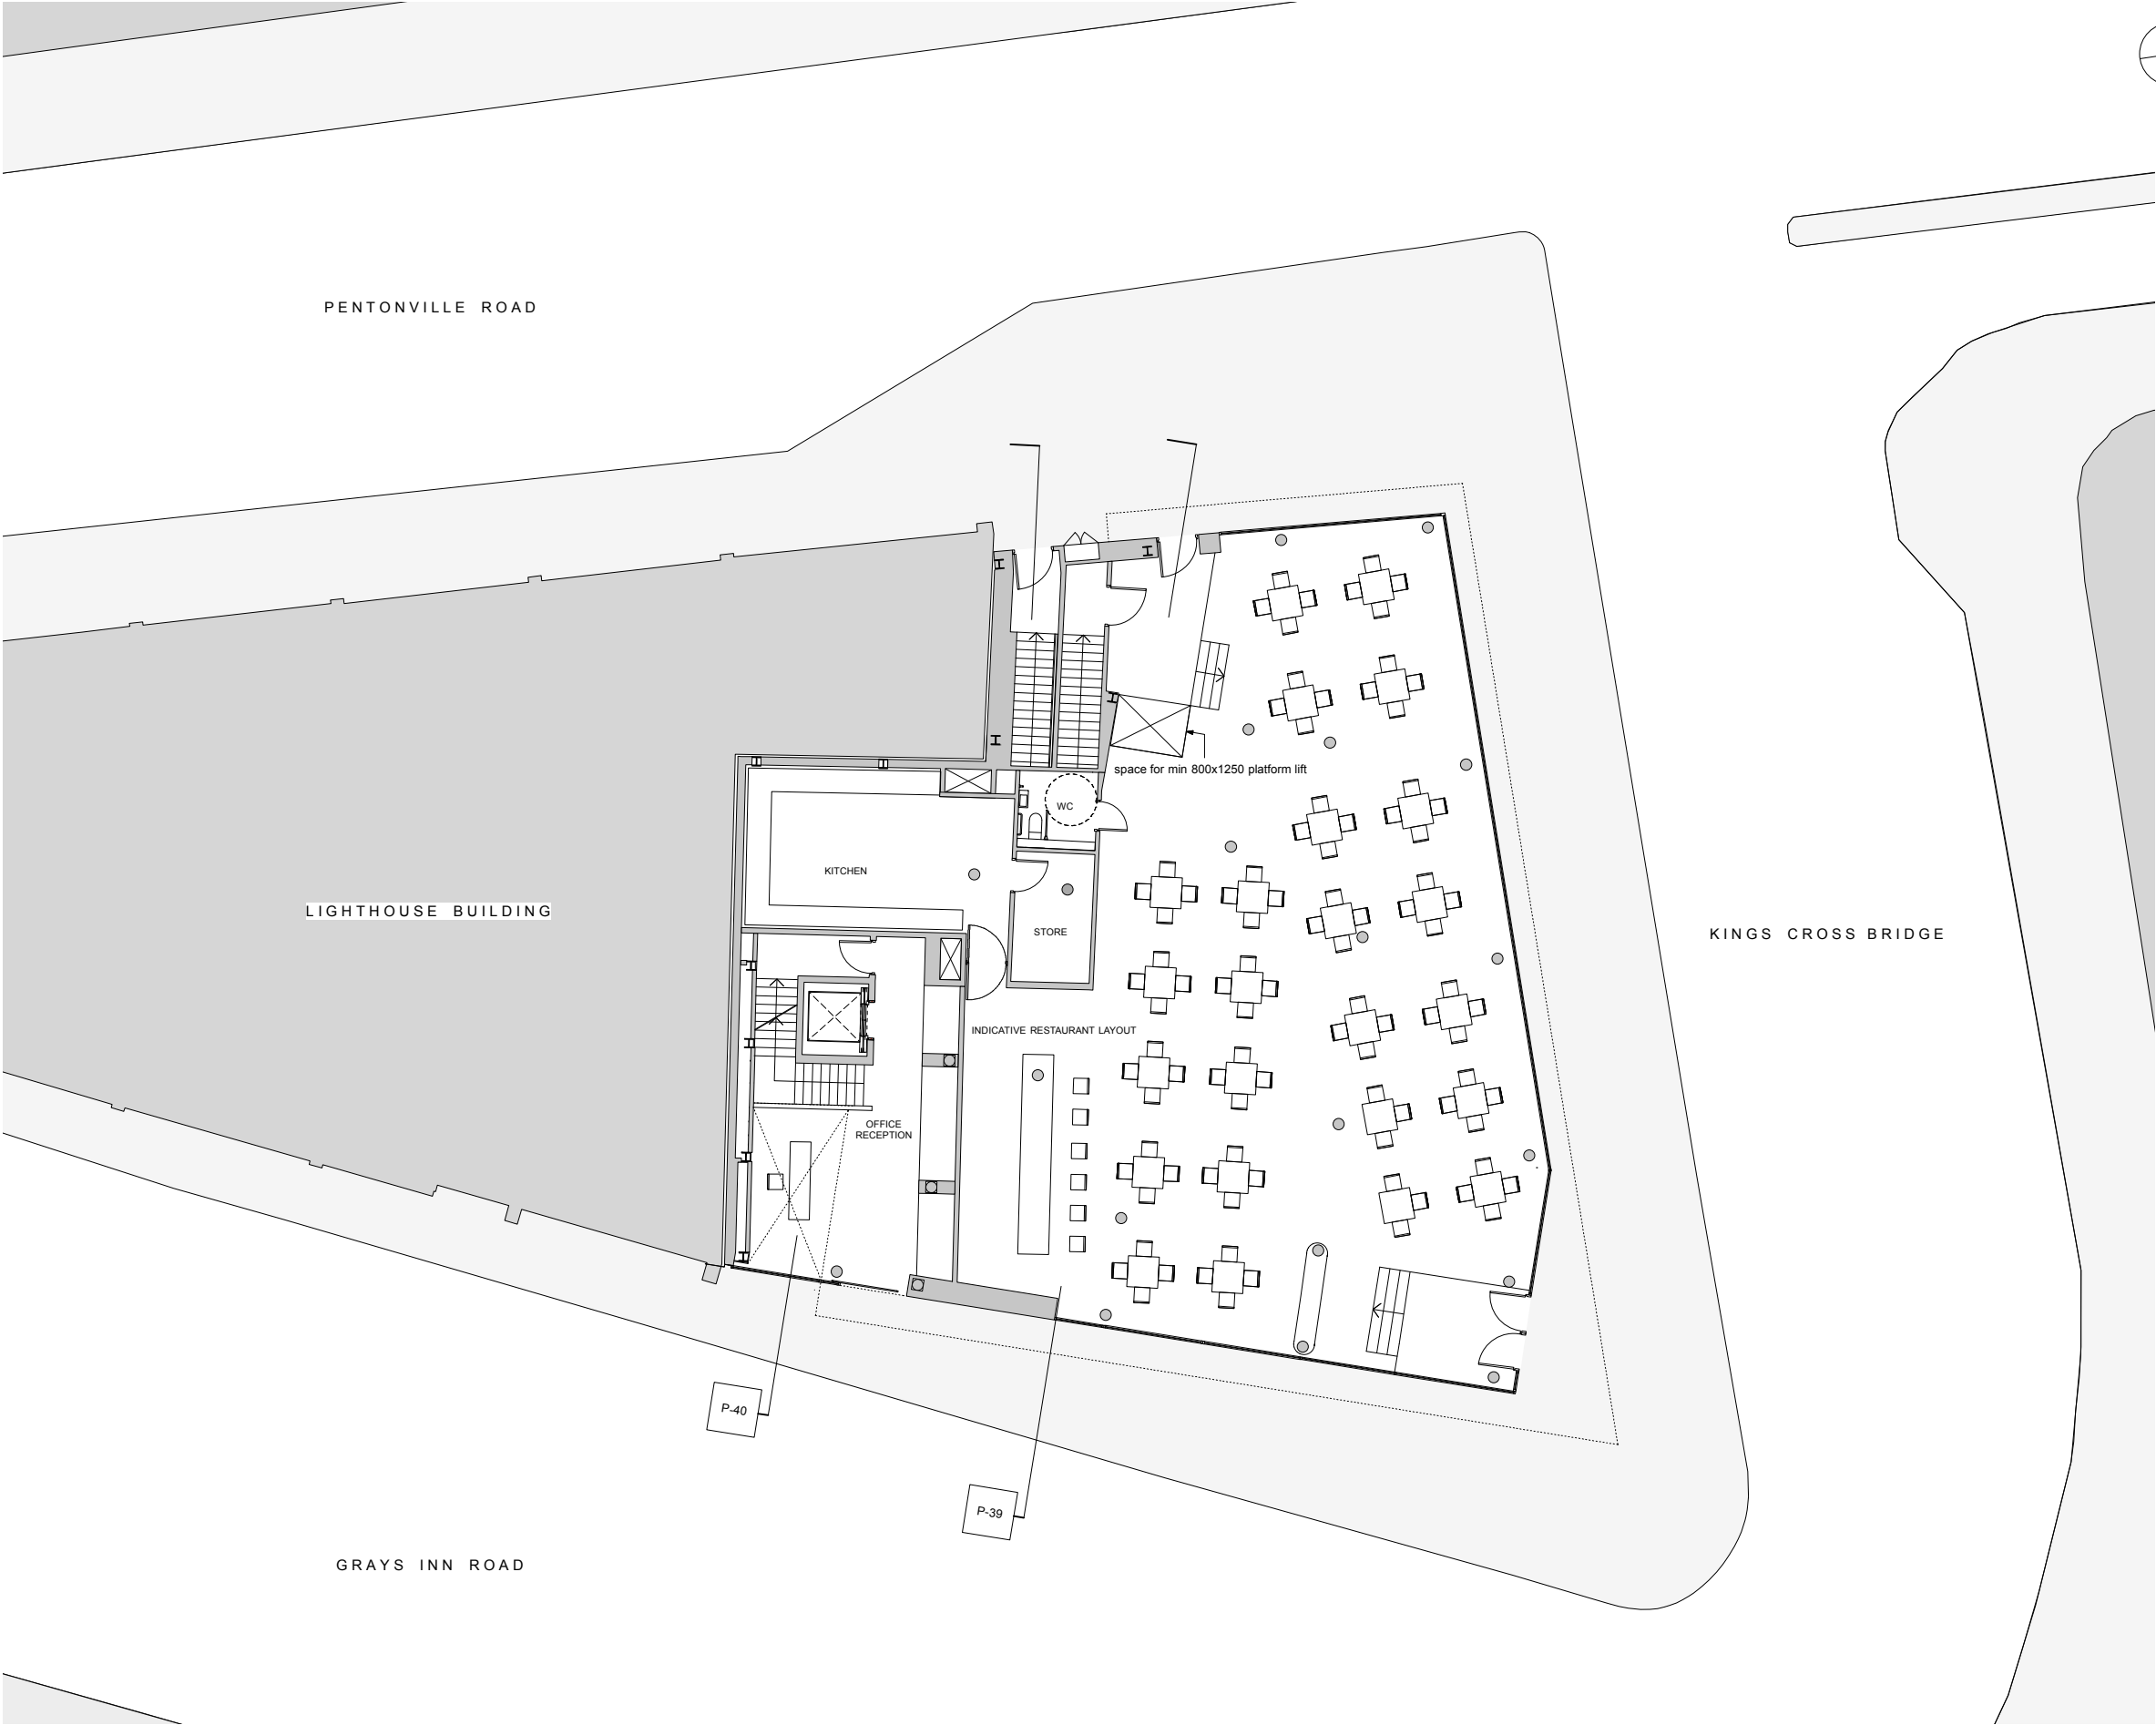 PENTONVILLE ROAD
space for min 800x1250 platform lift
WC
KITCHEN
LIGHTHOUSE BUILDING
STORE
KINGS CROSS BRIDGE
INDICATIVE RESTAURANT LAYOUT
OFFICE
RECEPTION
P-40
P-39
GRAYS INN ROAD